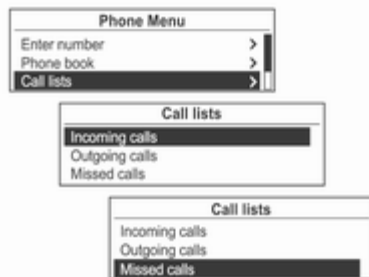 Phone Menu
Enter number >
Phone book >
Call lists >
Call lists
Incoming calls
Outgoing calls
Missed calls
Call lists
Incoming calls
Outgoing calls
Missed calls